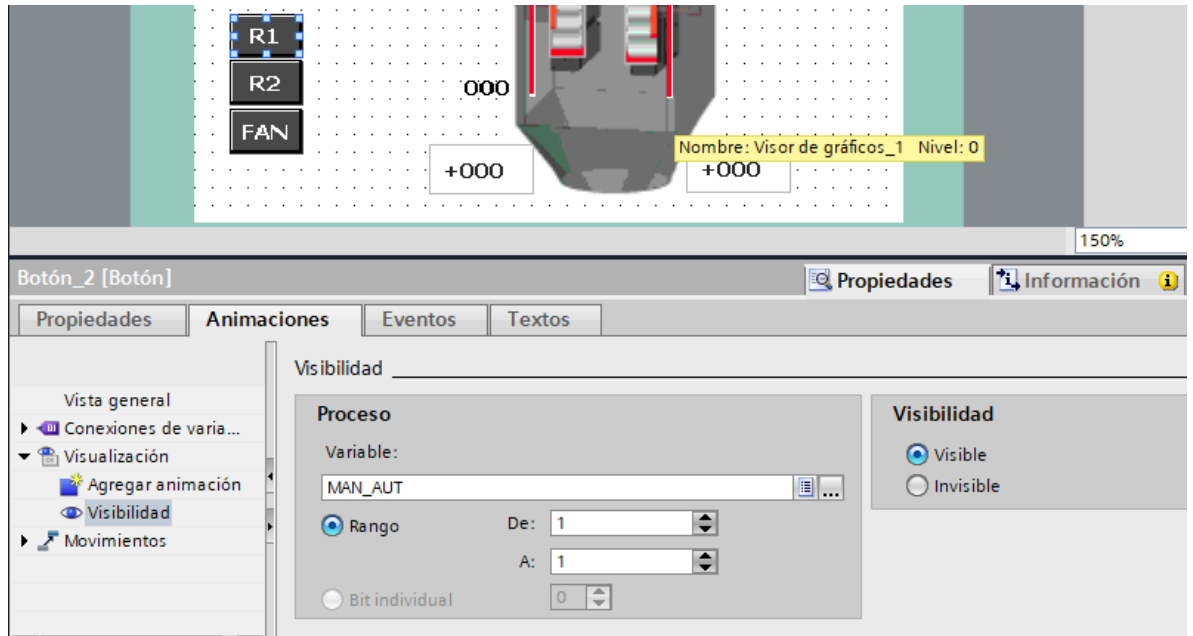 R1
R2
000
FAN
Nombre: Visor de gráficos_1 Nivel: 0
+000
+000
150%
Botón_2 [Botón]
Propiedades
Información
Propiedades
Animaciones
Eventos
Textos
Visibilidad
Vista general
Conexiones de varia...
Visualización
Agregar animación
Visibilidad
Movimientos
Proceso
Variable:
MAN_AUT
...
Rango
De: 1
A: 1
Bit individual
0
Visibilidad
Visible
Invisible